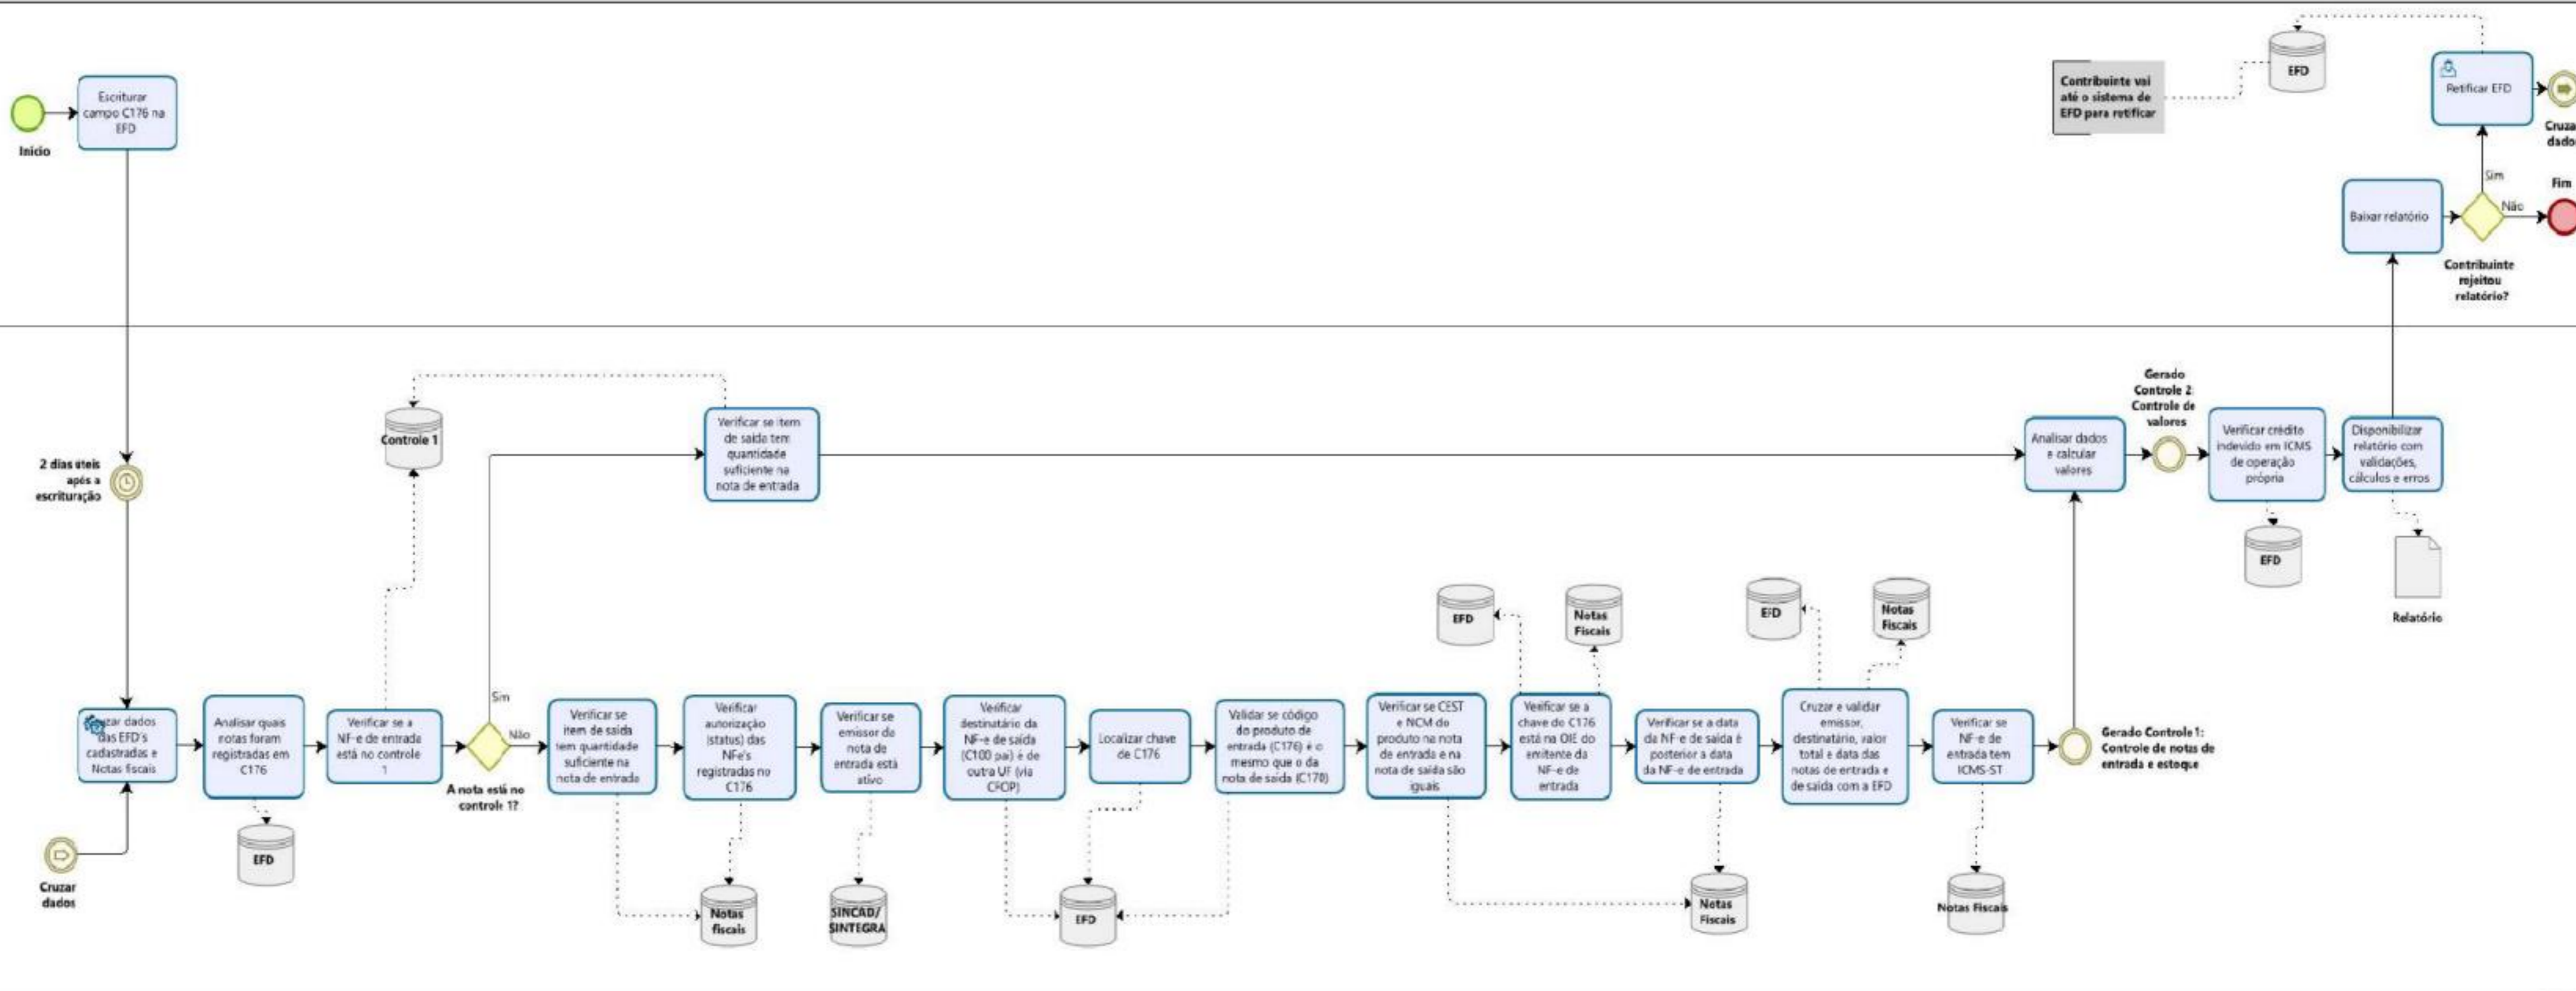 Início
Escriturar
campo C176 na
EFD
Contribuinte vai
até o sistema de
EFD para retificar
EFD
Retificar EFD
Cruza
dado
Sim
Fim
Baixar relatório
Não
Contribuinte
rejeitou
relatório?
2 dias úteis
após a
escrituração
Controle 1
Verificar se item
de saída tem
quantidade
suficiente na
nota de entrada
Analisar dados
e calcular
valores
Gerado
Controle 2:
Controle de
valores
Verificar crédito
indevido em ICMS
de operação
própria
Disponibilizar
relatório com
validações,
cálculos e erros
EFD
Relatório
EFD
Notas
Fiscais
EFD
Notas
Fiscais
zar dados
das EFD's
cadastradas e
Notas fiscais
Analisar quais
notas foram
registradas em
C176
Verificar se a
NF-e de entrada
está no controle
1
Sim
Não
A nota está no
controle 1?
Verificar se
item de saída
tem quantidade
suficiente na
nota de entrada
Verificar
autorização
(status) das
NFe's
registradas no
C176
Verificar se
emissor da
nota de
entrada está
ativo
Verificar
destinatário da
NF-e de saída
(C100 pai) é de
outra UF (via
CFOP)
Localizar chave
de C176
Validar se código
do produto de
entrada (C176) é o
mesmo que o da
nota de saída (C170)
Verificar se CEST
e NCM do
produto na nota
de entrada e na
nota de saída são
iguais
Verificar se a
chave do C176
está na OIE do
emitente da
NF-e de
entrada
Verificar se a data
da NF-e de saída é
posterior a data
da NF-e de entrada
Cruzar e validar
emissor,
destinatário, valor
total e data das
notas de entrada e
de saída com a EFD
Verificar se
NF-e de
entrada tem
ICMS-ST
Gerado Controle 1:
Controle de notas de
entrada e estoque
Cruzar
dados
EFD
Notas
fiscais
SINCAD/
SINTEGRA
EFD
Notas
Fiscais
Notas Fiscais